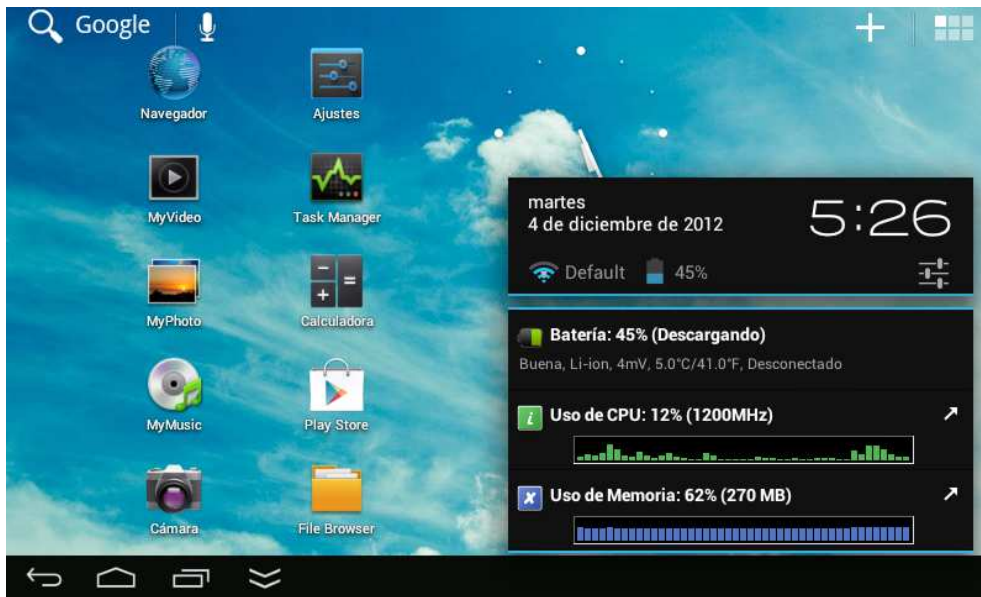 Google
Navegador
Ajustes
MyVideo
Task Manager
MyPhoto
Calculadora
MyMusic
Play Store
Cámara
File Browser
martes
4 de diciembre de 2012
5:26
Default
45%
Batería: 45% (Descargando)
Buena, Li-ion, 4mV, 5.0°C/41.0°F, Desconectado
Uso de CPU: 12% (1200MHz)
Uso de Memoria: 62% (270 MB)